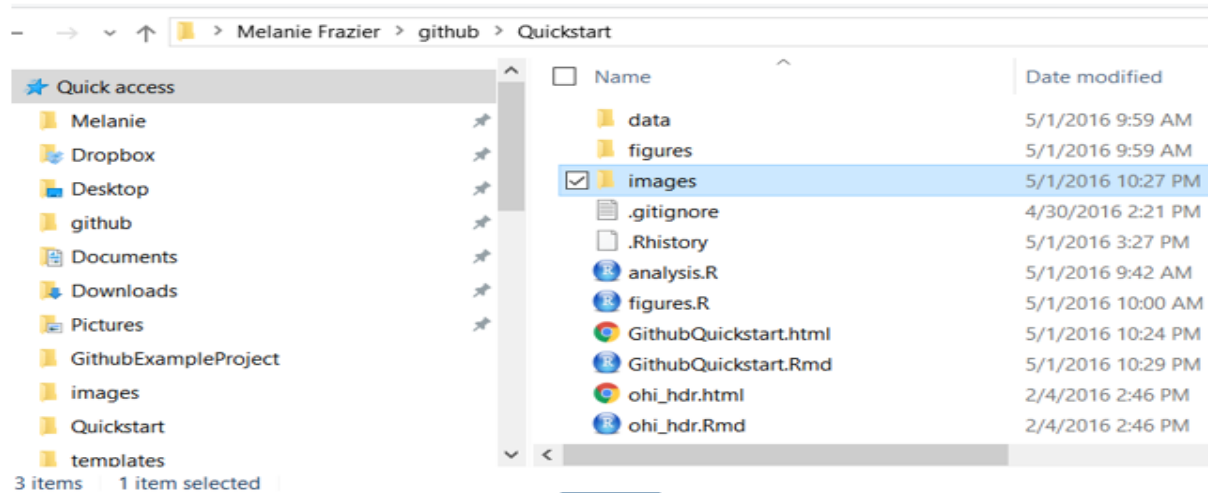 Melanie Frazier > github > Quickstart
Quick access
Melanie
Dropbox
Desktop
github
Documents
Downloads
Pictures
GithubExampleProject
images
Quickstart
templates
Name Date modified
data 5/1/2016 9:59 AM
figures 5/1/2016 9:59 AM
images 5/1/2016 10:27 PM
.gitignore 4/30/2016 2:21 PM
.Rhistory 5/1/2016 3:27 PM
analysis.R 5/1/2016 9:42 AM
figures.R 5/1/2016 10:00 AM
GithubQuickstart.html 5/1/2016 10:24 PM
GithubQuickstart.Rmd 5/1/2016 10:29 PM
ohi_hdr.html 2/4/2016 2:46 PM
ohi_hdr.Rmd 2/4/2016 2:46 PM
3 items 1 item selected